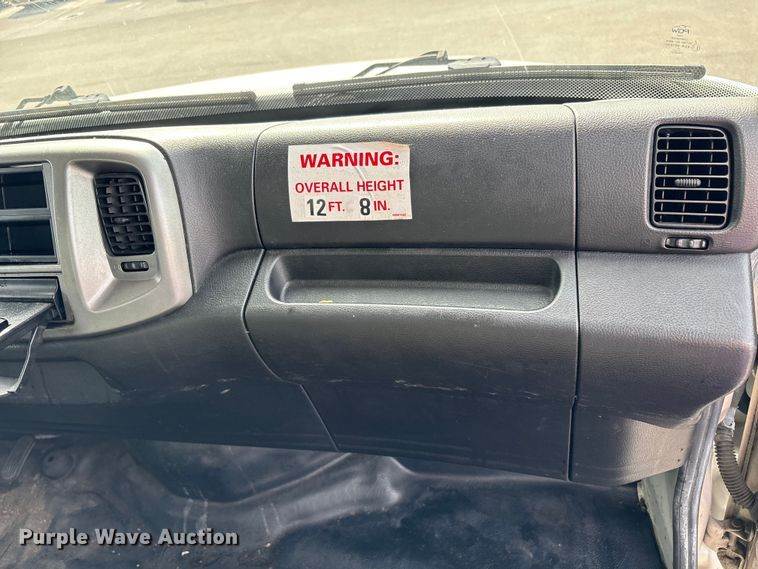 WARNING:
OVERALL HEIGHT
12 FT. 8 IN.
Purple Wave Auction